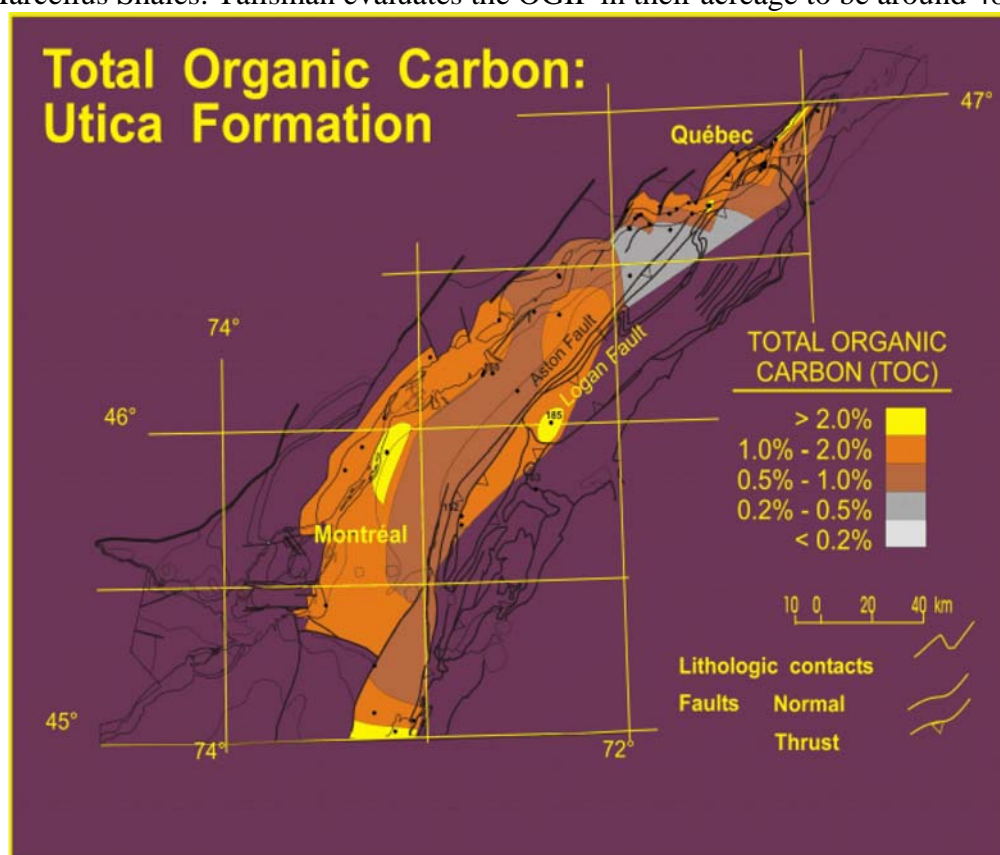 Marcellus Shales. Talisman evaluates the OGIP in their acreage to be around
Total Organic Carbon:
Utica Formation
47°
Québec
74°
Aston Fault
Logan Fault
46°
185
152
Montréal
TOTAL ORGANIC
CARBON (TOC)
> 2.0%
1.0% - 2.0%
0.5% - 1.0%
0.2% - 0.5%
< 0.2%
10 0 20 40 km
Lithologic contacts
Faults Normal
Thrust
45°
74°
72°